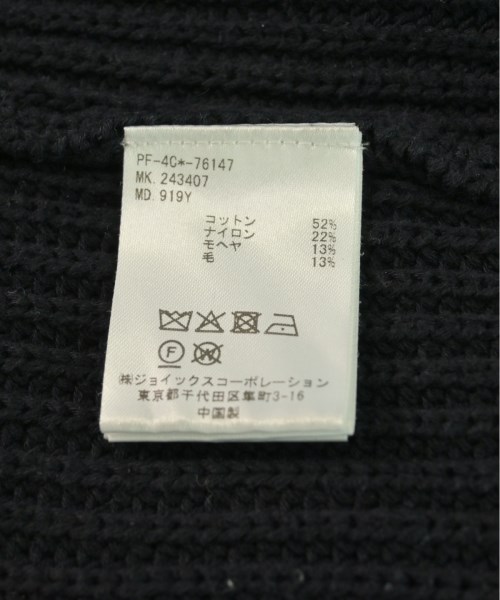 PF-4C*-76147
MK. 243407
MD. 919Y
コットン 52%
ナイロン 22%
モヘヤ 13%
毛 13%
F W
㈱ジョイックスコーポレーション
東京都千代田区隼町3-16
中国製